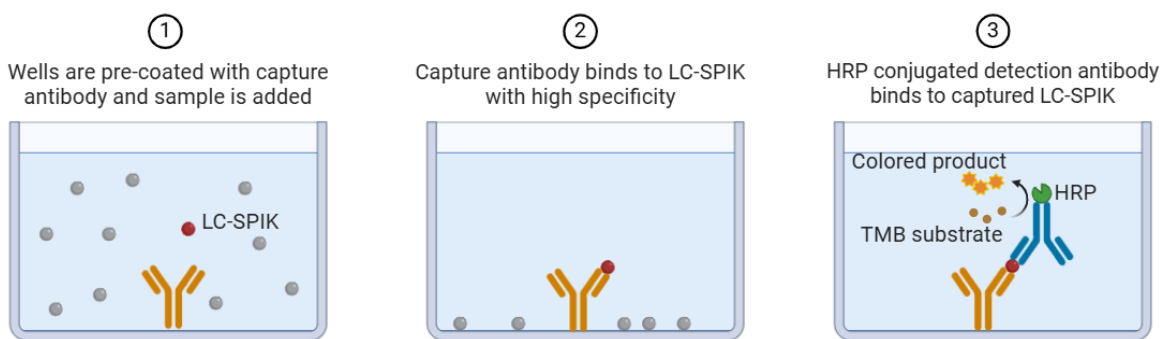 1
Wells are pre-coated with capture
antibody and sample is added
LC-SPIK
2
Capture antibody binds to LC-SPIK
with high specificity
3
HRP conjugated detection antibody
binds to captured LC-SPIK
Colored product
HRP
TMB substrate